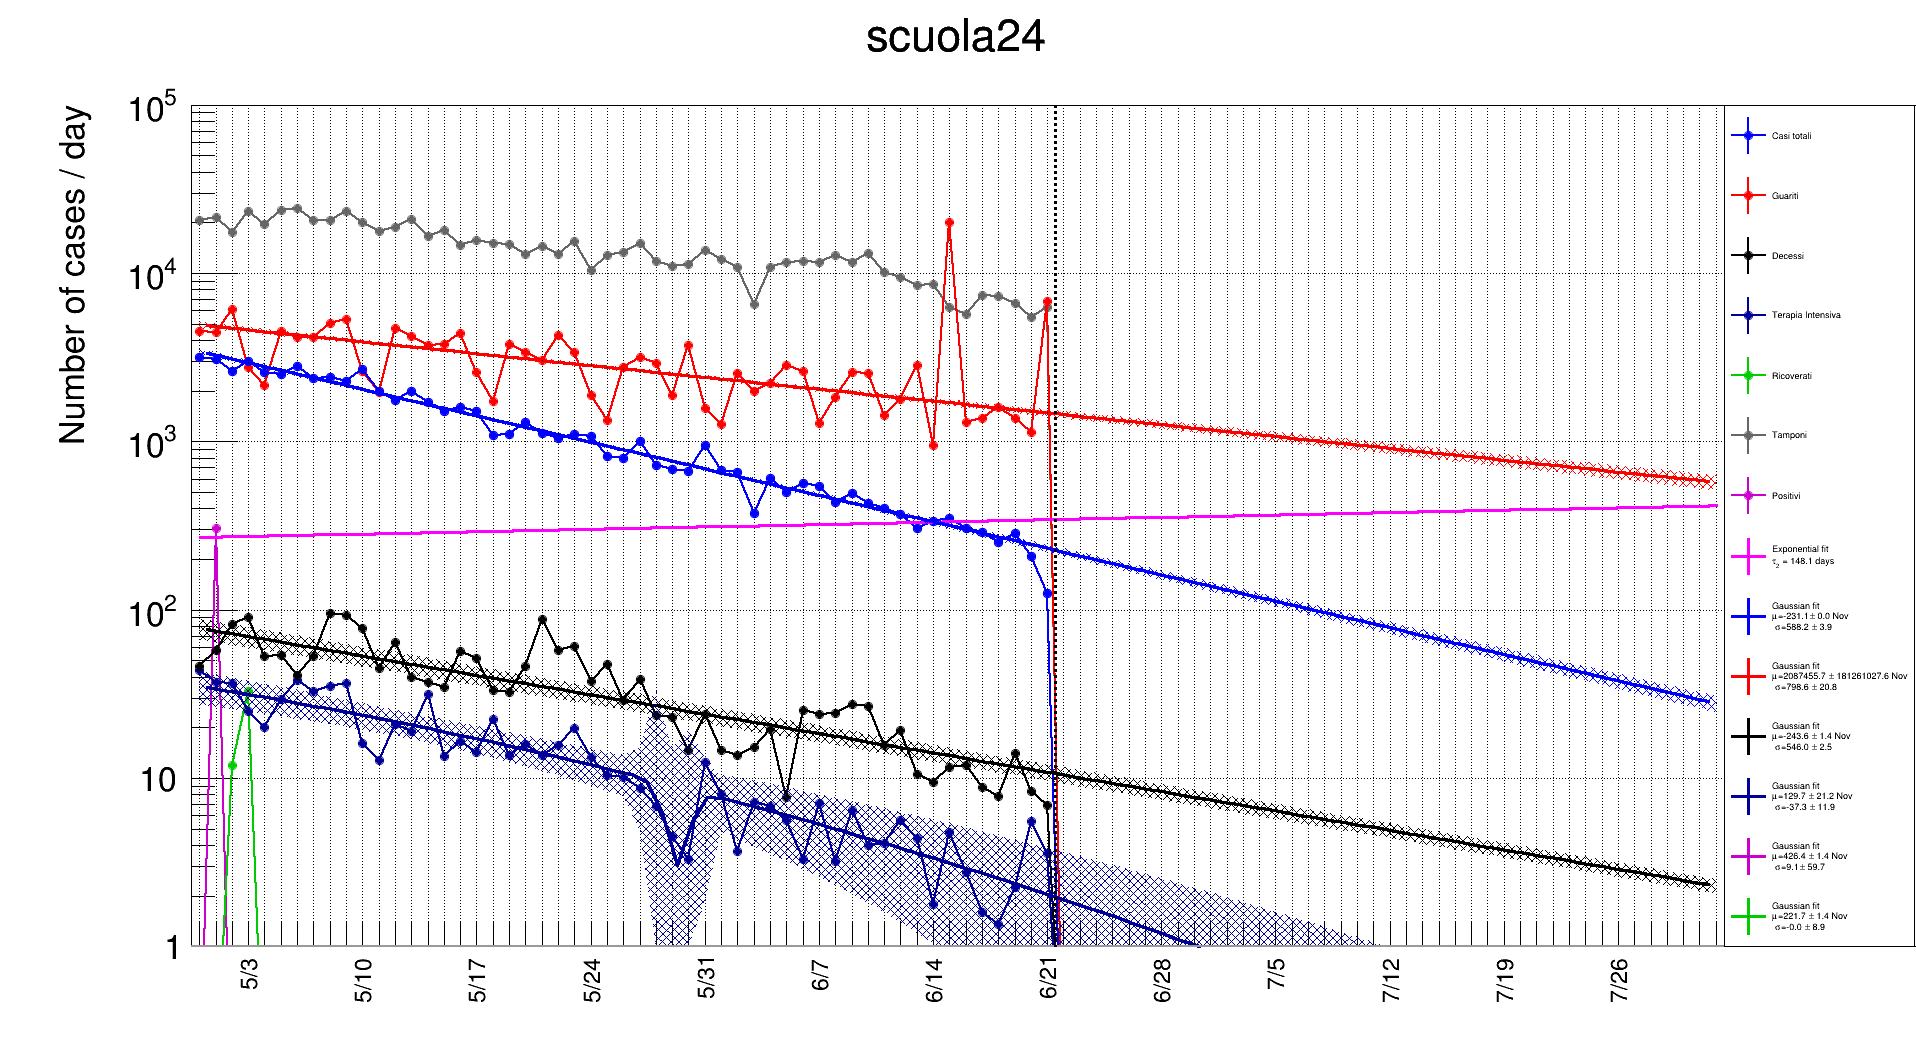 scuola24
Number of cases / day
10^5
10^4
10^3
10^2
10
1
5/3
5/10
5/17
5/24
5/31
6/7
6/14
6/21
6/28
7/5
7/12
7/19
7/26
Casi totali
Guariti
Decessi
Terapia Intensiva
Ricoverati
Tamponi
Positivi
Exponential fit
τ_2 = 148.1 days
Gaussian fit
μ=-231.1 ± 0.0 Nov
σ=588.2 ± 3.9
Gaussian fit
μ=2087455.7 ± 181261027.6 Nov
σ=798.6 ± 20.8
Gaussian fit
μ=-243.6 ± 1.4 Nov
σ=546.0 ± 2.5
Gaussian fit
μ=129.7 ± 21.2 Nov
σ=-37.3 ± 11.9
Gaussian fit
μ=426.4 ± 1.4 Nov
σ=9.1 ± 59.7
Gaussian fit
μ=221.7 ± 1.4 Nov
σ=-0.0 ± 8.9